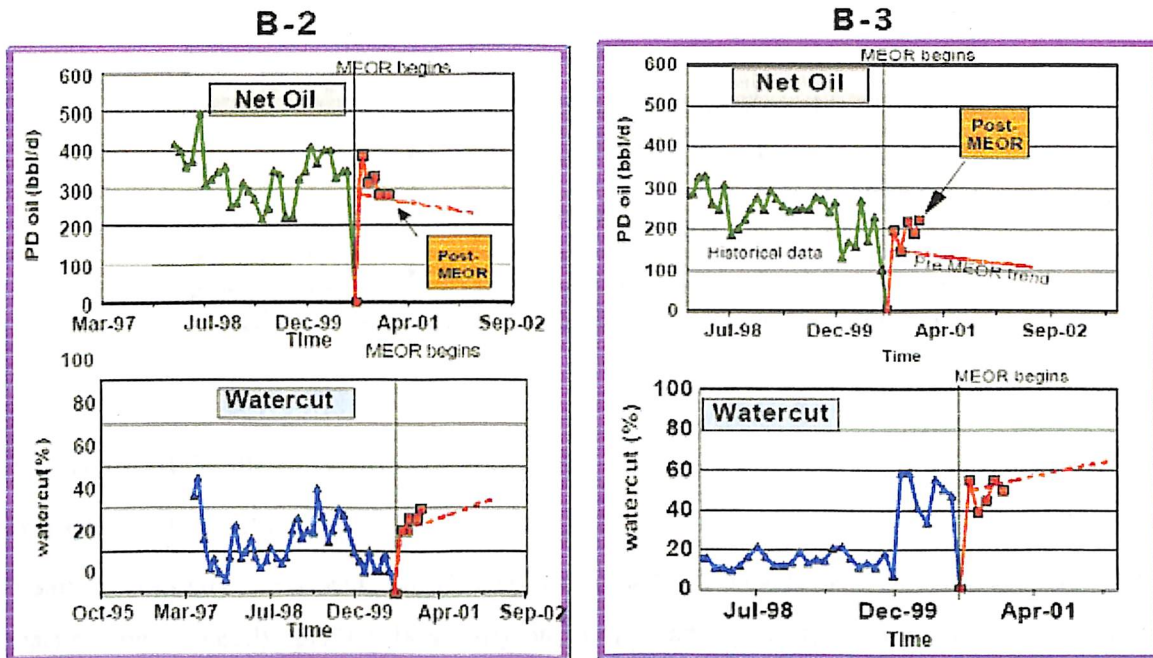 B-2
MEOR begins
600
Net Oil
500
400
300
200
100
0
PD oil (bbl/d)
Post-
MEOR
Mar-97 Jul-98 Dec-99 Apr-01 Sep-02
Time
MEOR begins
100
Watercut
80
60
40
20
0
watercut(%)
Oct-95 Mar-97 Jul-98 Dec-99 Apr-01 Sep-02
Time
B-3
MEOR begins
600
Net Oil
500
400
300
200
100
0
PD oil (bbl/d)
Post-
MEOR
Historical data
Pre MEOR trend
Jul-98 Dec-99 Apr-01 Sep-02
Time
MEOR begins
100
Watercut
80
60
40
20
0
watercut (%)
Jul-98 Dec-99 Apr-01
Time